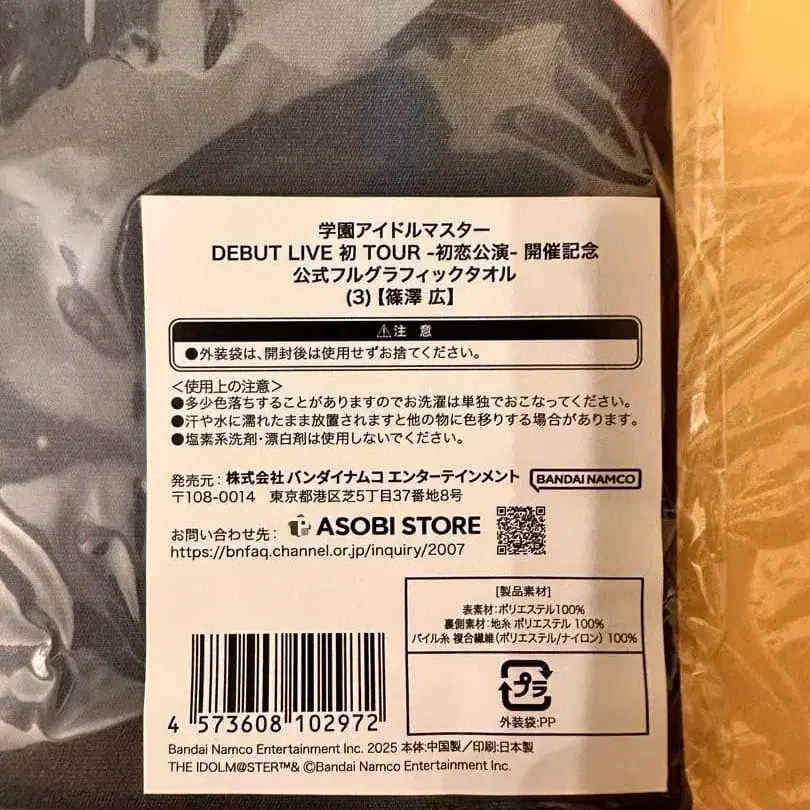 学園アイドルマスター
DEBUT LIVE 初 TOUR -初恋公演- 開催記念
公式フルグラフィックタオル
(3)【篠澤 広】
⚠注 意
●外装袋は、開封後は使用せずお捨てください。
<使用上の注意>
●多少色落ちすることがありますのでお洗濯は単独でおこなってください。
●汗や水に濡れたまま放置されますと他の物に色移りする場合があります。
●塩素系洗剤・漂白剤は使用しないでください。
発売元: 株式会社 バンダイナムコ エンターテインメント BANDAI NAMCO
〒108-0014 東京都港区芝5丁目37番地8号
お問い合わせ先: ASOBI STORE
https://bnfaq.channel.or.jp/inquiry/2007
[製品素材]
表素材:ポリエステル100%
裏側素材:地糸 ポリエステル 100%
パイル糸 複合繊維(ポリエステル/ナイロン) 100%
プラ
外装袋:PP
4 573608 102972
Bandai Namco Entertainment Inc. 2025 本体:中国製/印刷:日本製
THE IDOLM@STER™& ©Bandai Namco Entertainment Inc.